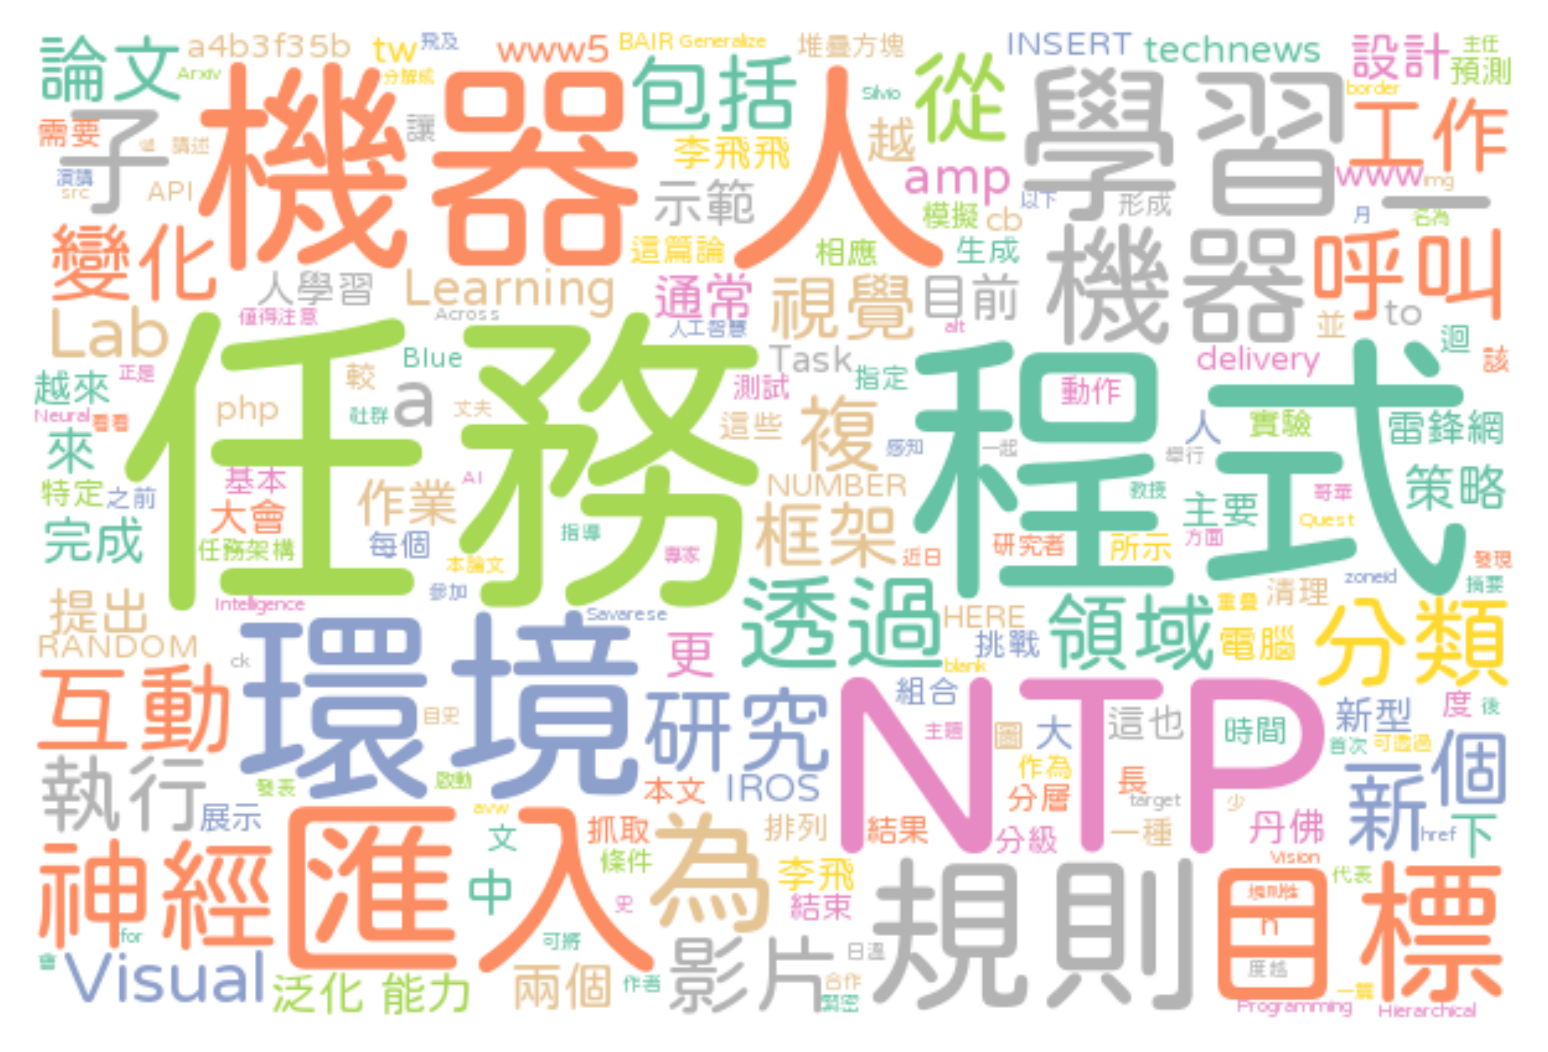 論文
a4b3f35b
tw
飛及
www5
BAIR
Generalize
堆疊方塊
INSERT
technews
設計
主任
預測
Arxiv
分解成
機器人
包括
Silvio
從
學習
border
工作
需要
子
講述
讓
李飛飛
越
演講
src
API
示範
amp
模擬
cb
以下
形成
www
img
一
月
名為
變化
人學習
Learning
這篇論
通常
相應
生成
視覺
目前
機器
呼叫
值得注意
Across
人工智慧
alt
to
並
迴
該
Lab
任務
Blue
Task
程式
delivery
越來
正是
較
a
測試
指定
動作
Neural
看看
php
社群
丈夫
這些
複
感知
一起
舉行
人
實驗
雷鋒網
來
特定
之前
基本
AI
作業
NUMBER
教授
主要
哥華
策略
完成
大會
任務架構
每個
指導
本論文
專家
框架
近日
研究者
所示
Quest
方面
發現
提出
Intelligence
參加
Savarese
透過
HERE
領域
重疊
清理
zoneid
摘要
RANDOM
ck
環境
更
blank
挑戰
電腦
分類
互動
目史
研究
組合
主題
NTP
圖
大
這也
時間
新型
度
後
首次
可透過
執行
展示
發表
啟動
本文
IROS
作為
分層
長
target
少
新
個
神經
匯入
avw
文
抓取
為
排列
結果
分級
一種
丹佛
href
下
條件
中
李飛
結束
規則
Vision
目標
代表
規則性
n
度越
for
史
可將
會
Visual
泛化 能力
兩個
作者
影片
日溫
合作
緊密
一篇
Programming
Hierarchical